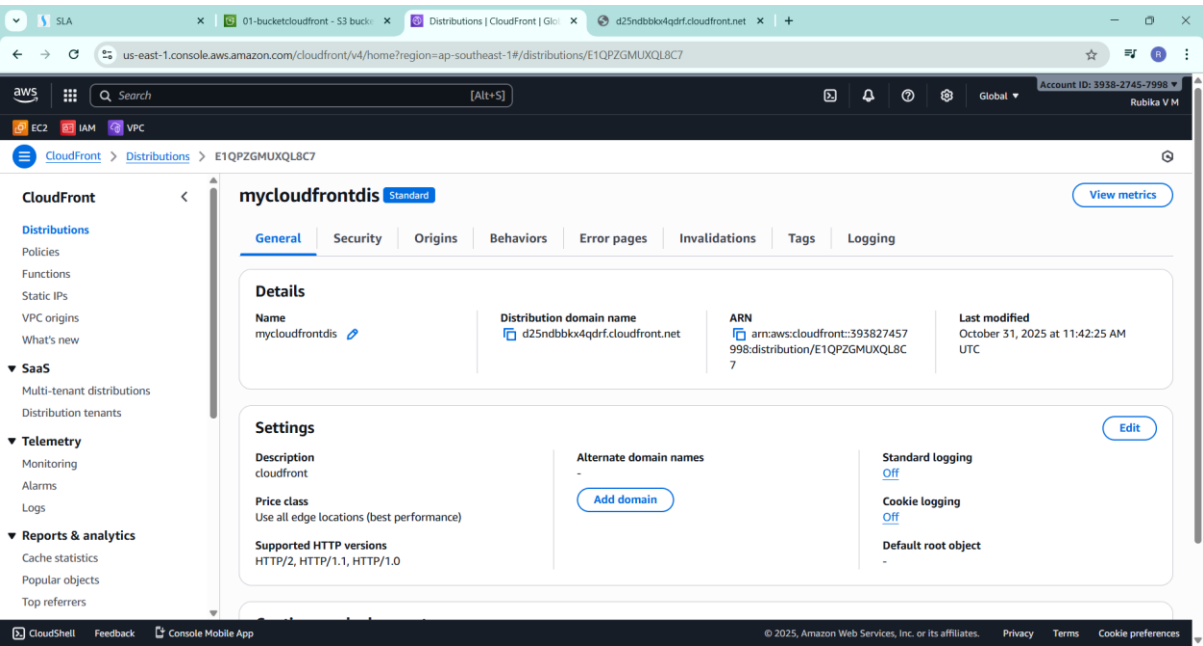 SLA
01-bucketcloudfront - S3 bucke
Distributions | CloudFront | Glo
d25ndbbkx4qdrf.cloudfront.net
us-east-1.console.aws.amazon.com/cloudfront/v4/home?region=ap-southeast-1#/distributions/E1QPZGMUXQL8C7
R
aws
Search
[Alt+S]
Global
Account ID: 3938-2745-7998
Rubika V M
EC2
IAM
VPC
CloudFront > Distributions > E1QPZGMUXQL8C7
CloudFront
Distributions
Policies
Functions
Static IPs
VPC origins
What's new
SaaS
Multi-tenant distributions
Distribution tenants
Telemetry
Monitoring
Alarms
Logs
Reports & analytics
Cache statistics
Popular objects
Top referrers
mycloudfrontdis Standard
View metrics
General
Security
Origins
Behaviors
Error pages
Invalidations
Tags
Logging
Details
Name
mycloudfrontdis
Distribution domain name
d25ndbbkx4qdrf.cloudfront.net
ARN
arn:aws:cloudfront::393827457
998:distribution/E1QPZGMUXQL8C
7
Last modified
October 31, 2025 at 11:42:25 AM
UTC
Settings
Edit
Description
cloudfront
Price class
Use all edge locations (best performance)
Supported HTTP versions
HTTP/2, HTTP/1.1, HTTP/1.0
Alternate domain names
-
Add domain
Standard logging
Off
Cookie logging
Off
Default root object
-
CloudShell
Feedback
Console Mobile App
© 2025, Amazon Web Services, Inc. or its affiliates.
Privacy
Terms
Cookie preferences